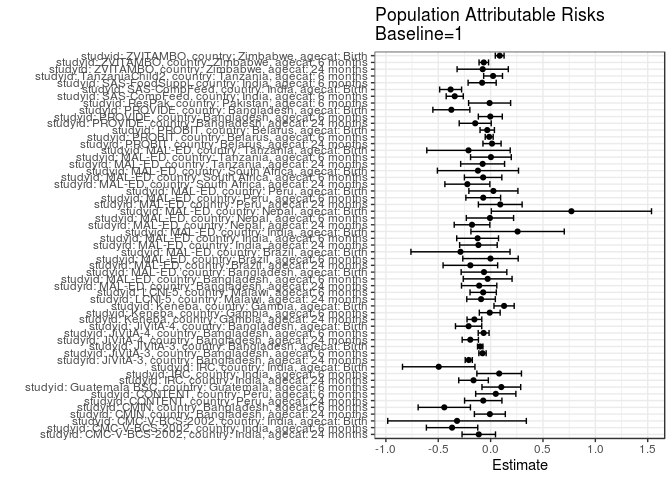 Population Attributable Risks
Baseline=1
studyid: ZVITAMBO, country: Zimbabwe, agecat: Birth
studyid: ZVITAMBO, country: Zimbabwe, agecat: 6 months
studyid: ZVITAMBO, country: Zimbabwe, agecat: 24 months
studyid: TanzaniaChild2, country: Tanzania, agecat: 6 months
studyid: SAS-FoodSuppl, country: India, agecat: 6 months
studyid: SAS-CompFeed, country: India, agecat: Birth
studyid: SAS-CompFeed, country: India, agecat: 6 months
studyid: ResPak, country: Pakistan, agecat: 6 months
studyid: PROVIDE, country: Bangladesh, agecat: Birth
studyid: PROVIDE, country: Bangladesh, agecat: 6 months
studyid: PROVIDE, country: Bangladesh, agecat: 24 months
studyid: PROBIT, country: Belarus, agecat: Birth
studyid: PROBIT, country: Belarus, agecat: 6 months
studyid: PROBIT, country: Belarus, agecat: 24 months
studyid: MAL-ED, country: Tanzania, agecat: Birth
studyid: MAL-ED, country: Tanzania, agecat: 6 months
studyid: MAL-ED, country: Tanzania, agecat: 24 months
studyid: MAL-ED, country: South Africa, agecat: Birth
studyid: MAL-ED, country: South Africa, agecat: 6 months
studyid: MAL-ED, country: South Africa, agecat: 24 months
studyid: MAL-ED, country: Peru, agecat: Birth
studyid: MAL-ED, country: Peru, agecat: 6 months
studyid: MAL-ED, country: Peru, agecat: 24 months
studyid: MAL-ED, country: Nepal, agecat: Birth
studyid: MAL-ED, country: Nepal, agecat: 6 months
studyid: MAL-ED, country: Nepal, agecat: 24 months
studyid: MAL-ED, country: India, agecat: Birth
studyid: MAL-ED, country: India, agecat: 6 months
studyid: MAL-ED, country: India, agecat: 24 months
studyid: MAL-ED, country: Brazil, agecat: Birth
studyid: MAL-ED, country: Brazil, agecat: 6 months
studyid: MAL-ED, country: Brazil, agecat: 24 months
studyid: MAL-ED, country: Bangladesh, agecat: Birth
studyid: MAL-ED, country: Bangladesh, agecat: 6 months
studyid: MAL-ED, country: Bangladesh, agecat: 24 months
studyid: LCNI-5, country: Malawi, agecat: 6 months
studyid: LCNI-5, country: Malawi, agecat: 24 months
studyid: Keneba, country: Gambia, agecat: Birth
studyid: Keneba, country: Gambia, agecat: 6 months
studyid: Keneba, country: Gambia, agecat: 24 months
studyid: JiVitA-4, country: Bangladesh, agecat: Birth
studyid: JiVitA-4, country: Bangladesh, agecat: 6 months
studyid: JiVitA-4, country: Bangladesh, agecat: 24 months
studyid: JiVitA-3, country: Bangladesh, agecat: Birth
studyid: JiVitA-3, country: Bangladesh, agecat: 6 months
studyid: JiVitA-3, country: Bangladesh, agecat: 24 months
studyid: IRC, country: India, agecat: Birth
studyid: IRC, country: India, agecat: 6 months
studyid: IRC, country: India, agecat: 24 months
studyid: Guatemala BSC, country: Guatemala, agecat: 6 months
studyid: CONTENT, country: Peru, agecat: 6 months
studyid: CONTENT, country: Peru, agecat: 24 months
studyid: CMIN, country: Bangladesh, agecat: Birth
studyid: CMIN, country: Bangladesh, agecat: 24 months
studyid: CMC-V-BCS-2002, country: India, agecat: Birth
studyid: CMC-V-BCS-2002, country: India, agecat: 6 months
studyid: CMC-V-BCS-2002, country: India, agecat: 24 months
-1.0 -0.5 0.0 0.5 1.0 1.5
Estimate